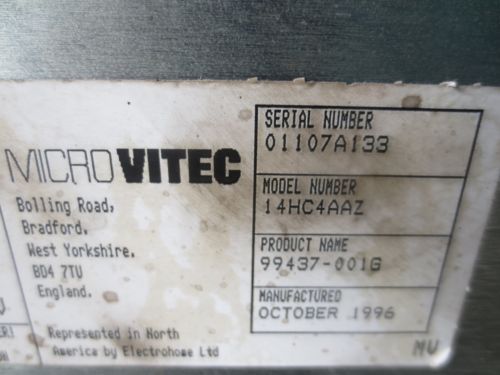 MICROVITEC
Bolling Road,
Bradford,
West Yorkshire.
BD4 7TU
England.
Represented in North
America by Electrohome Ltd
SERIAL NUMBER
01107A133
MODEL NUMBER
14HC4AAZ
PRODUCT NAME
99437-001G
MANUFACTURED
OCTOBER 1996
MV